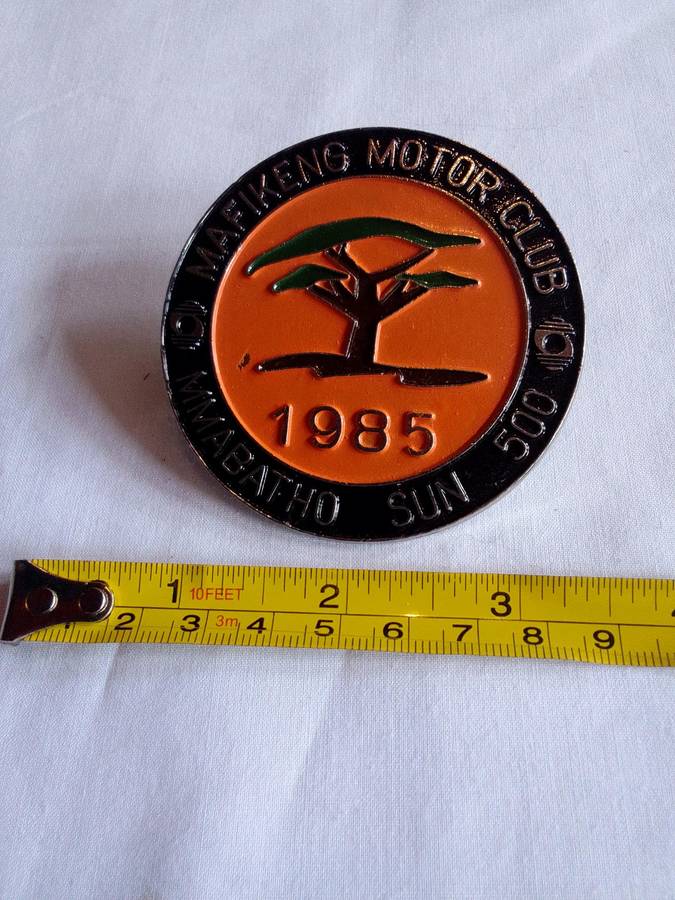 MAFIKENG MOTOR CLUB
1985
MMABATHO SUN 500
1 10FEET 2 3
2 3 3m 4 5 6 7 8 9